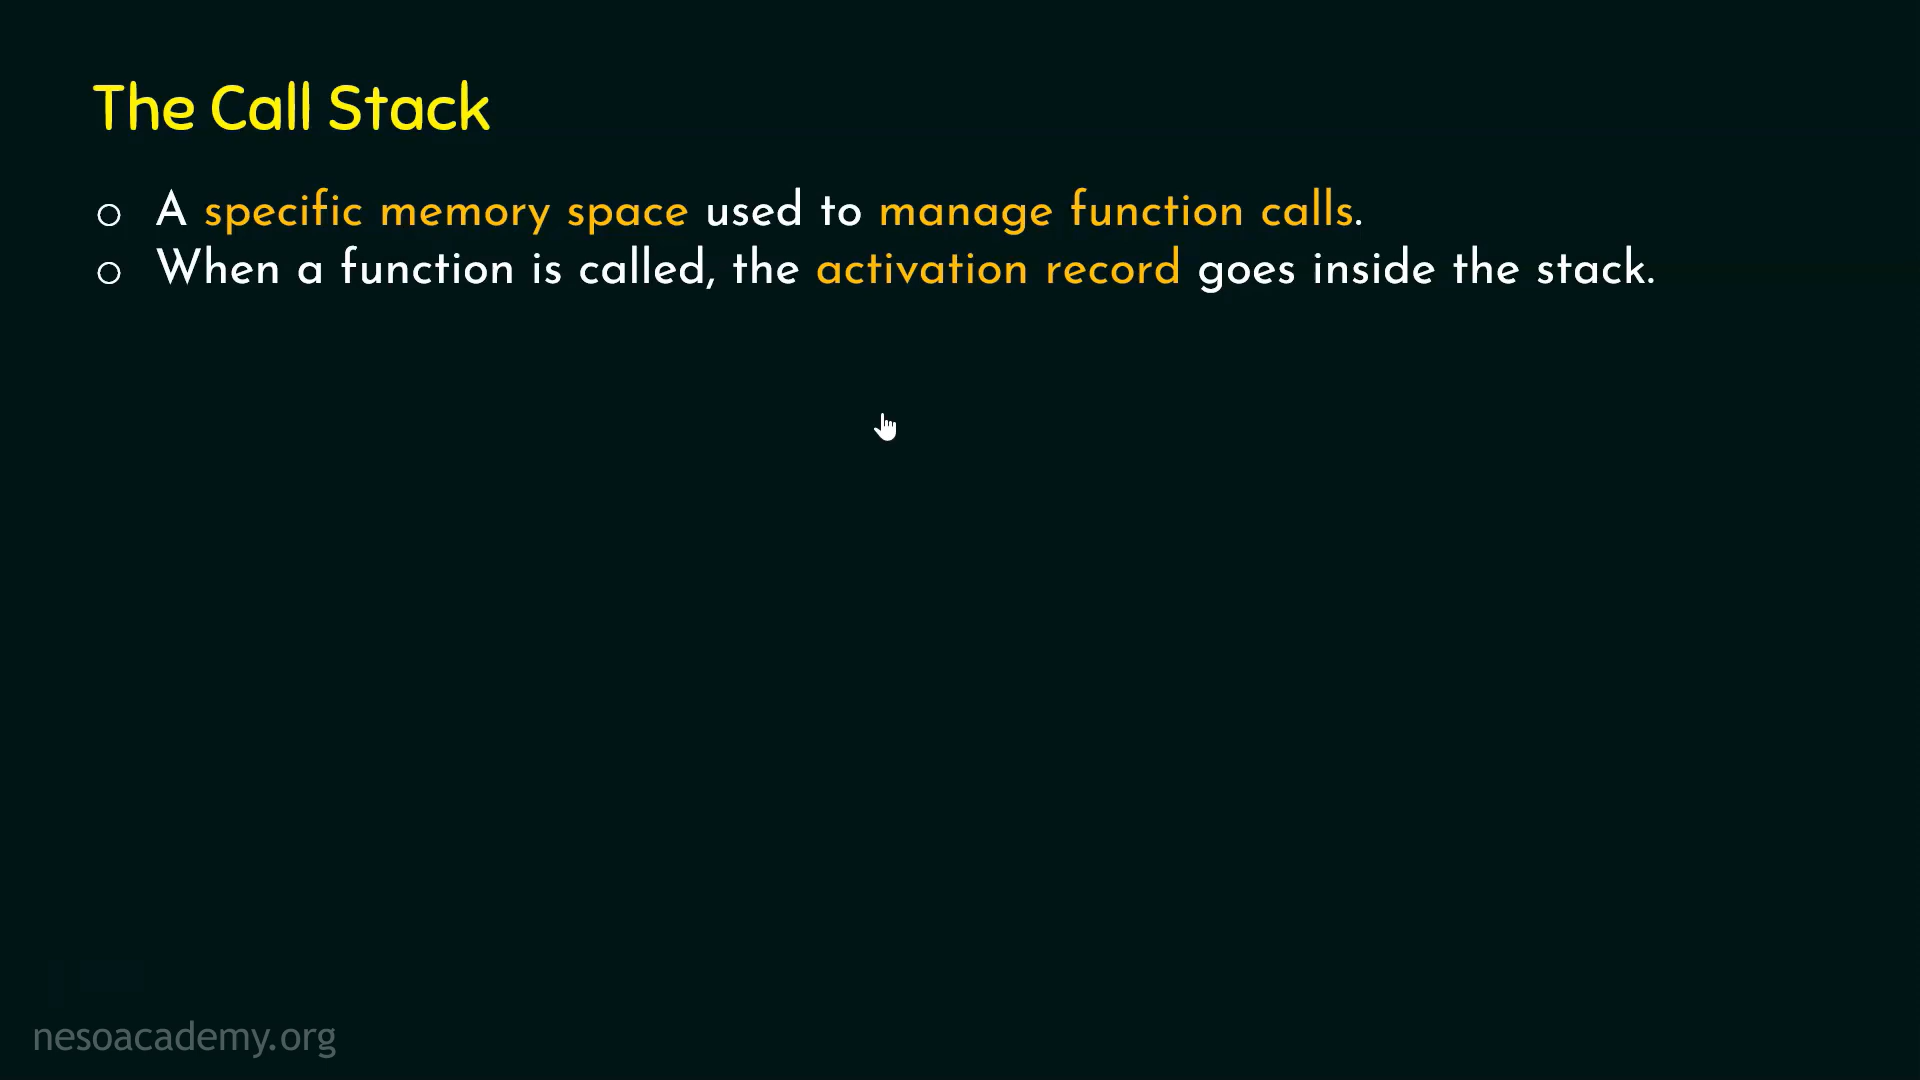 The Call Stack
○ A specific memory space used to manage function calls.
○ When a function is called, the activation record goes inside the stack.
nesoacademy.org